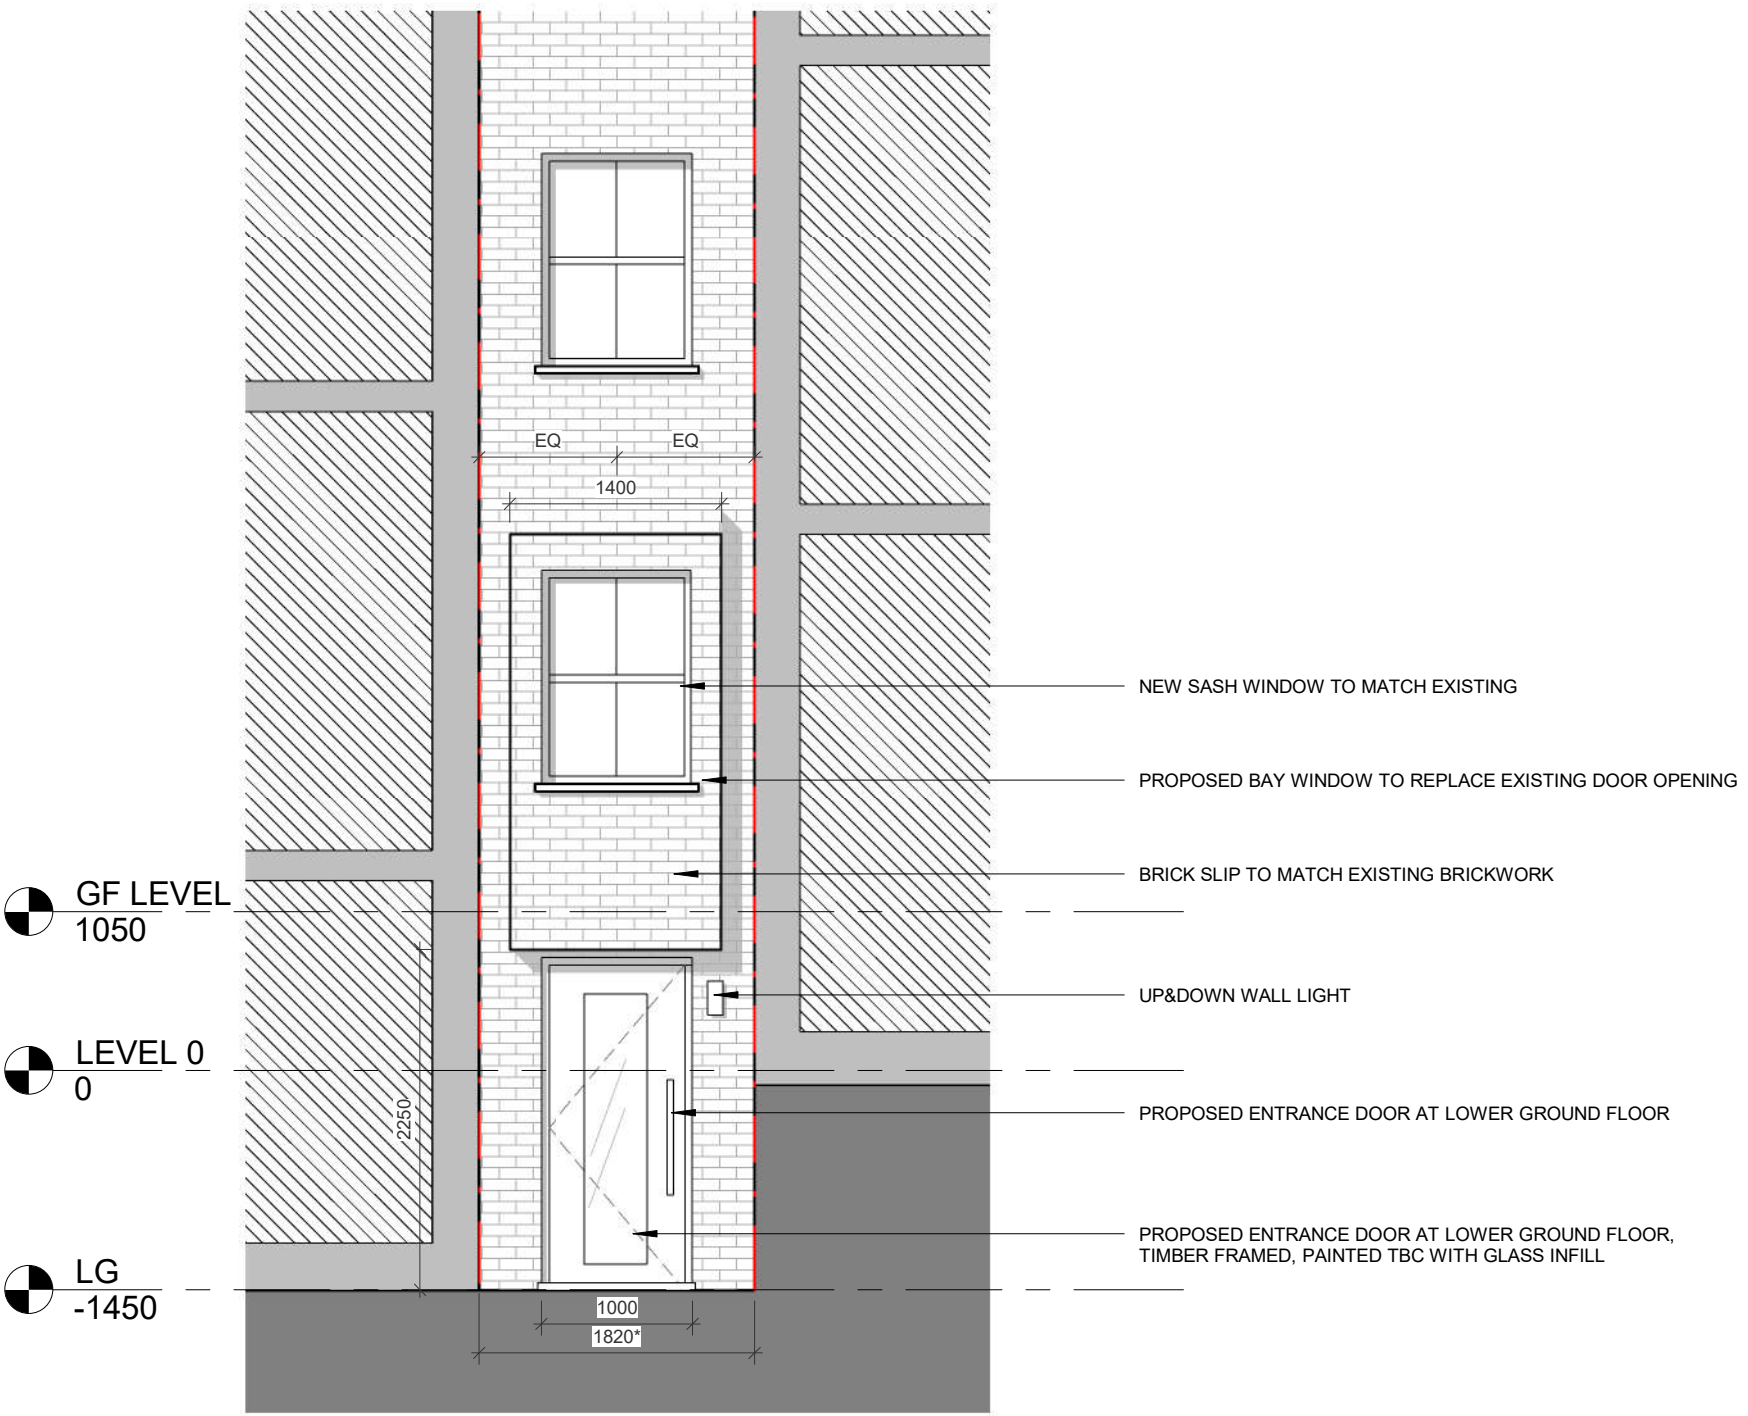 EQ EQ
1400
NEW SASH WINDOW TO MATCH EXISTING
PROPOSED BAY WINDOW TO REPLACE EXISTING DOOR OPENING
BRICK SLIP TO MATCH EXISTING BRICKWORK
GF LEVEL
1050
UP&DOWN WALL LIGHT
LEVEL 0
0
2250
PROPOSED ENTRANCE DOOR AT LOWER GROUND FLOOR
PROPOSED ENTRANCE DOOR AT LOWER GROUND FLOOR,
TIMBER FRAMED, PAINTED TBC WITH GLASS INFILL
LG
-1450
1000
1820*